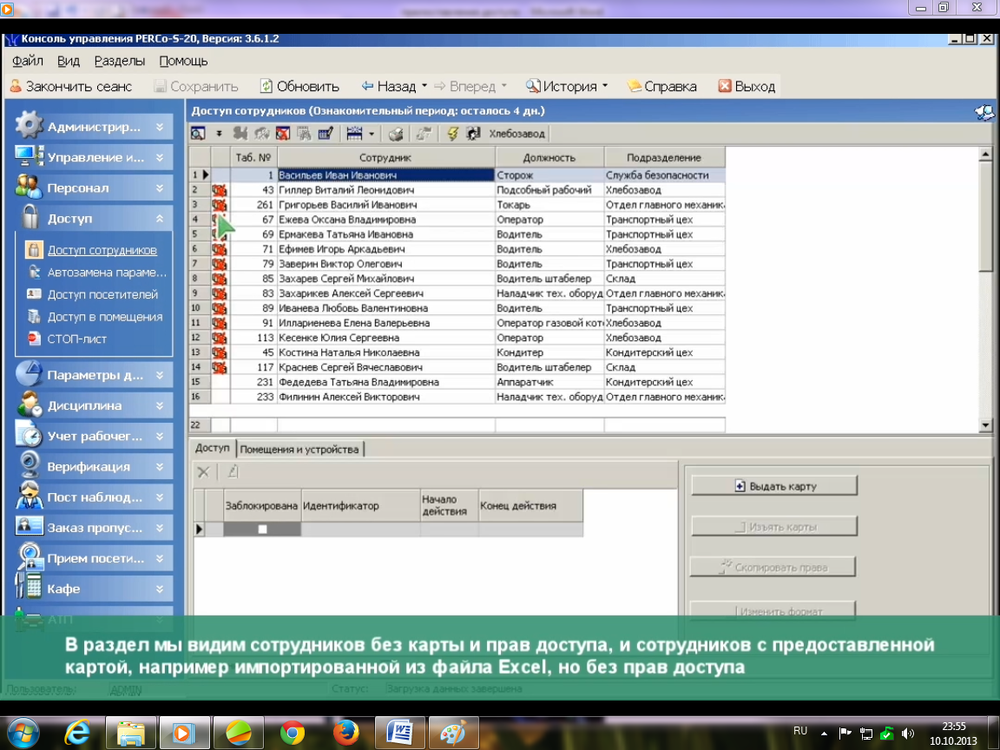 Консоль управления PERCo-S-20, Версия: 3.6.1.2
Файл Вид Разделы Помощь
Закончить сеанс Сохранить Обновить Назад Вперед История Справка Выход
Администрир...
Управление и...
Персонал
Доступ
Доступ сотрудников
Автозамена параме...
Доступ посетителей
Доступ в помещения
СТОП-лист
Параметры д...
Дисциплина
Учет рабочег...
Верификация
Пост наблюд...
Заказ пропус...
Прием посети...
Кафе
АТП
Доступ сотрудников (Ознакомительный период: осталось 4 дн.)
Хлебозавод
Таб. № Сотрудник Должность Подразделение
1 1 Васильев Иван Иванович Сторож Служба безопасности
2 43 Гиллер Виталий Леонидович Подсобный рабочий Хлебозавод
3 261 Григорьев Василий Иванович Токарь Отдел главного механик
4 67 Ежева Оксана Владимировна Оператор Транспортный цех
5 69 Ермакева Татьяна Ивановна Водитель Транспортный цех
6 71 Ефимев Игорь Аркадьевич Водитель Хлебозавод
7 79 Заверин Виктор Олегович Водитель Транспортный цех
8 85 Захарев Сергей Михайлович Водитель штабелер Склад
9 83 Захарикев Алексей Сергеевич Наладчик тех. оборуд Отдел главного механик
10 89 Иванева Любовь Валентиновна Водитель Транспортный цех
11 91 Иллариенева Елена Валерьевна Оператор газовой кот Хлебозавод
12 113 Кесенке Юлия Сергеевна Оператор Хлебозавод
13 45 Костина Наталья Николаевна Кондитер Кондитерский цех
14 117 Краснев Сергей Вячеславович Водитель штабелер Склад
15 231 Федедева Татьяна Владимировна Аппаратчик Кондитерский цех
16 233 Филинин Алексей Викторович Наладчик тех. оборуд Отдел главного механик
22
Доступ Помещения и устройства
Заблокирована Идентификатор Начало действия Конец действия
Выдать карту
Изъять карты
Скопировать права
Изменить формат
В раздел мы видим сотрудников без карты и прав доступа, и сотрудников с предоставленной
картой, например импортированной из файла Excel, но без прав доступа
Пользователь: ADMIN Статус: Загрузка данных завершена
RU 23:55
10.10.2013